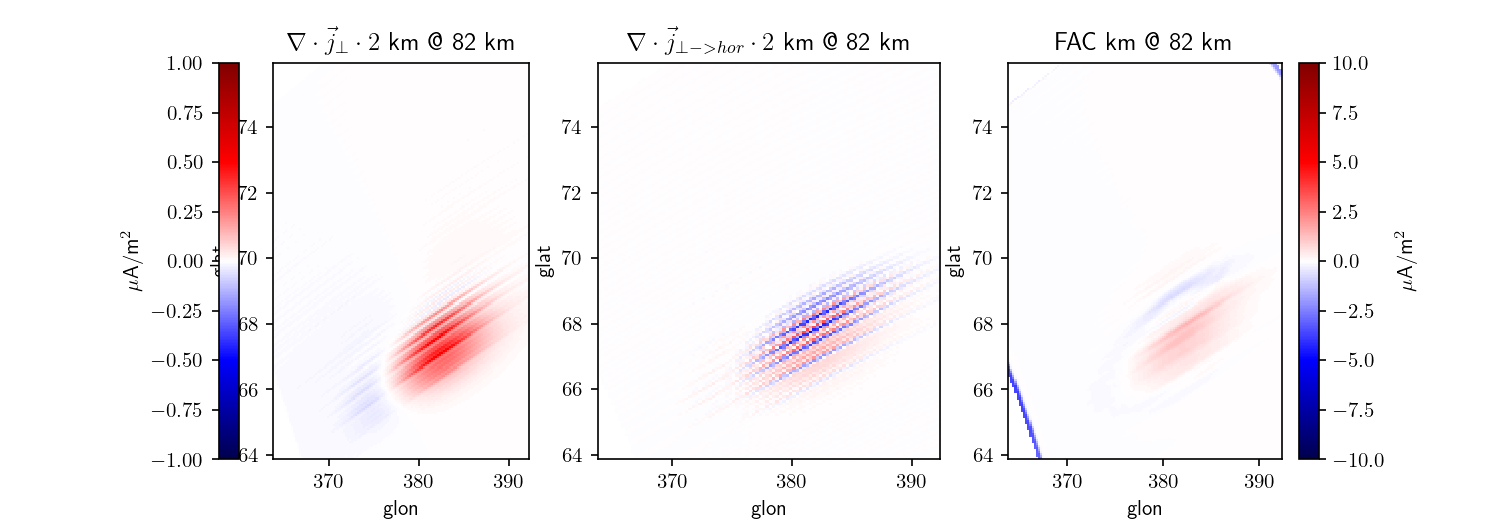 ∇ · j⃗⊥ · 2 km @ 82 km
∇ · j⃗⊥−>hor · 2 km @ 82 km
FAC km @ 82 km
1.00
0.75
0.50
0.25
0.00
−0.25
−0.50
−0.75
−1.00
μA/m²
74
72
70
68
66
64
glat
370 380 390
glon
74
72
70
68
66
64
glat
370 380 390
glon
74
72
70
68
66
64
glat
370 380 390
glon
10.0
7.5
5.0
2.5
0.0
−2.5
−5.0
−7.5
−10.0
μA/m²